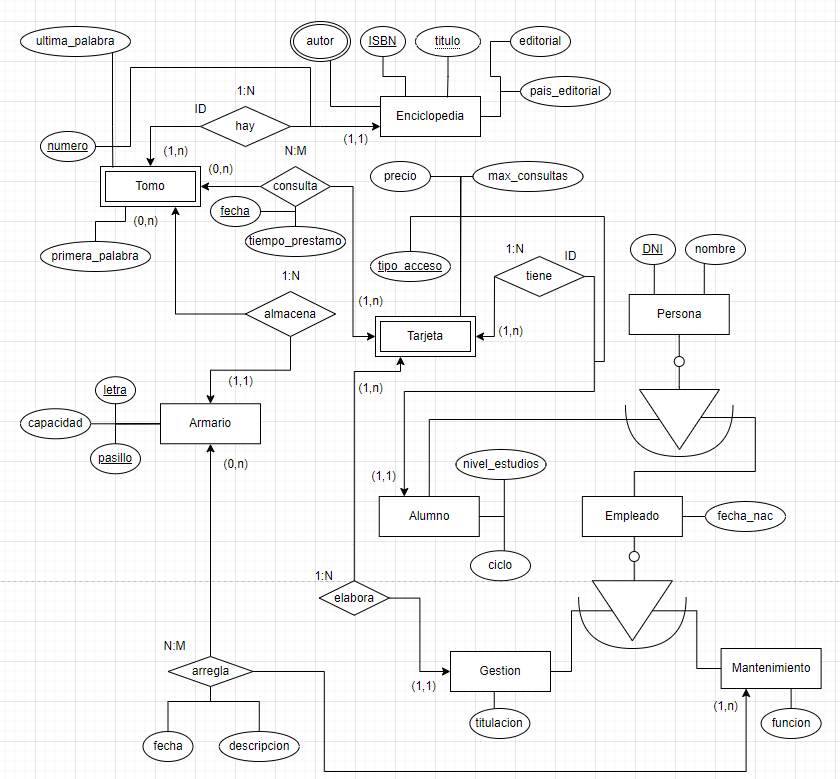 ultima_palabra
autor
ISBN
titulo
editorial
pais_editorial
1:N
ID
hay
Enciclopedia
(1,1)
numero
(1,n)
N:M
(0,n)
Tomo
consulta
precio
max_consultas
fecha
(0,n)
tiempo_prestamo
primera_palabra
tipo_acceso
1:N
ID
tiene
DNI
nombre
1:N
almacena
(1,n)
(1,n)
Persona
Tarjeta
(1,1)
(1,n)
letra
capacidad
Armario
pasillo
(0,n)
nivel_estudios
(1,1)
Alumno
Empleado
fecha_nac
ciclo
1:N
elabora
N:M
arregla
Gestion
(1,1)
Mantenimiento
(1,n)
titulacion
funcion
fecha
descripcion